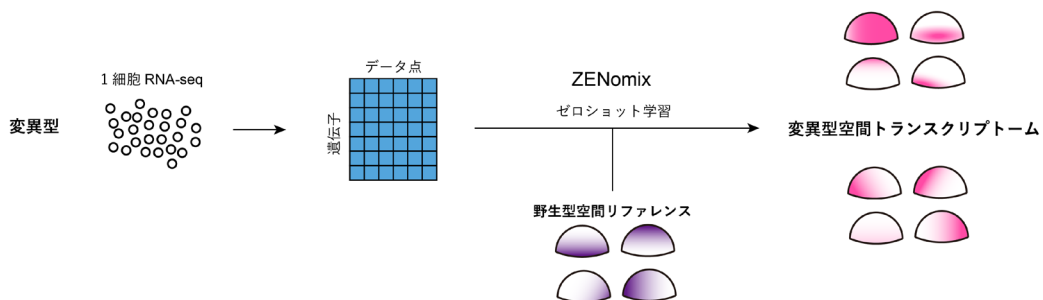 変異型
1 細胞 RNA-seq
データ点
遺伝子
ZENomix
ゼロショット学習
野生型空間リファレンス
変異型空間トランスクリプトーム